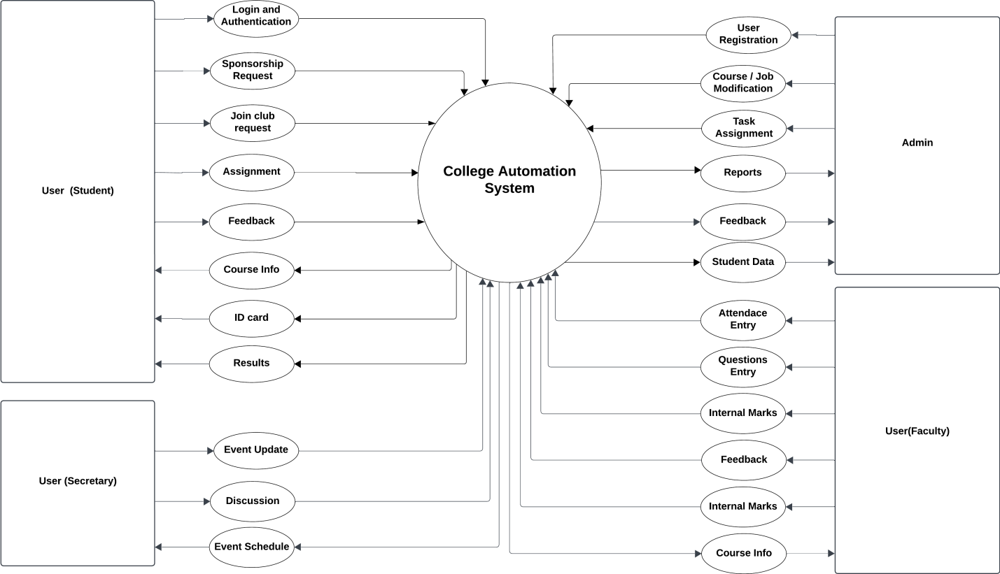 Login and
Authentication
Sponsorship
Request
Join club
request
Assignment
Feedback
Course Info
ID card
Results
User (Student)
Event Update
Discussion
Event Schedule
User (Secretary)
College Automation
System
User
Registration
Course / Job
Modification
Task
Assignment
Reports
Feedback
Student Data
Admin
Attendace
Entry
Questions
Entry
Internal Marks
Feedback
Internal Marks
Course Info
User(Faculty)